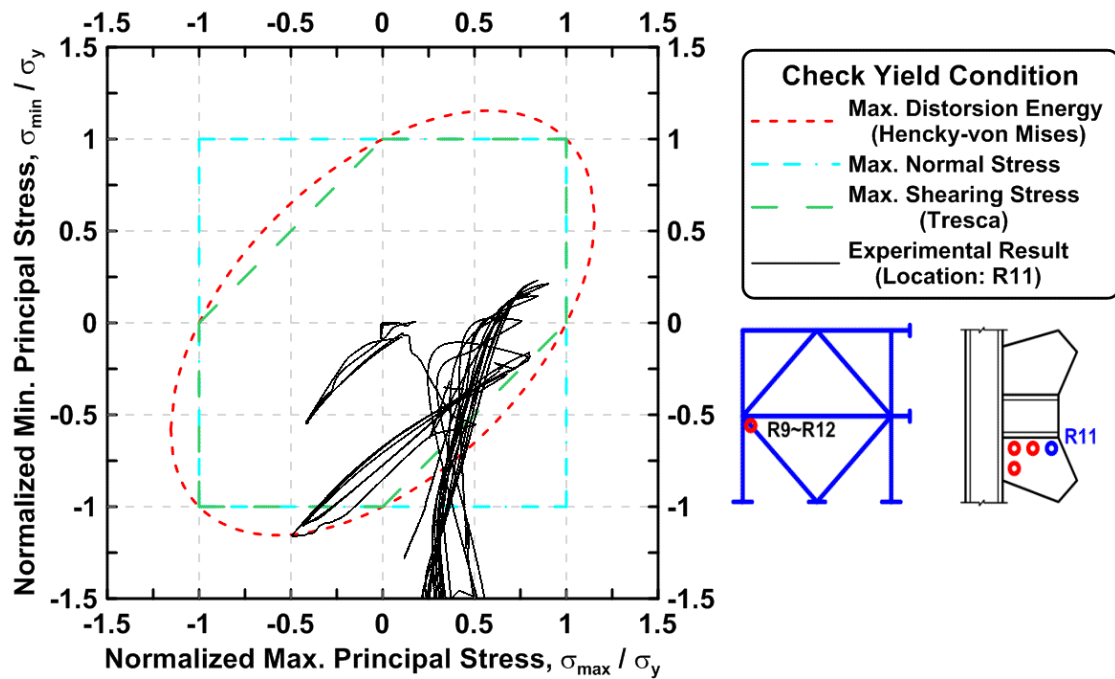 -1.5 -1 -0.5 0 0.5 1 1.5
1.5 1.5
1 1
0.5 0.5
0 0
-0.5 -0.5
-1 -1
-1.5 -1.5
-1.5 -1 -0.5 0 0.5 1 1.5
Normalized Min. Principal Stress, σmin / σy
Normalized Max. Principal Stress, σmax / σy
Check Yield Condition
Max. Distorsion Energy
(Hencky-von Mises)
Max. Normal Stress
Max. Shearing Stress
(Tresca)
Experimental Result
(Location: R11)
R9~R12
R11